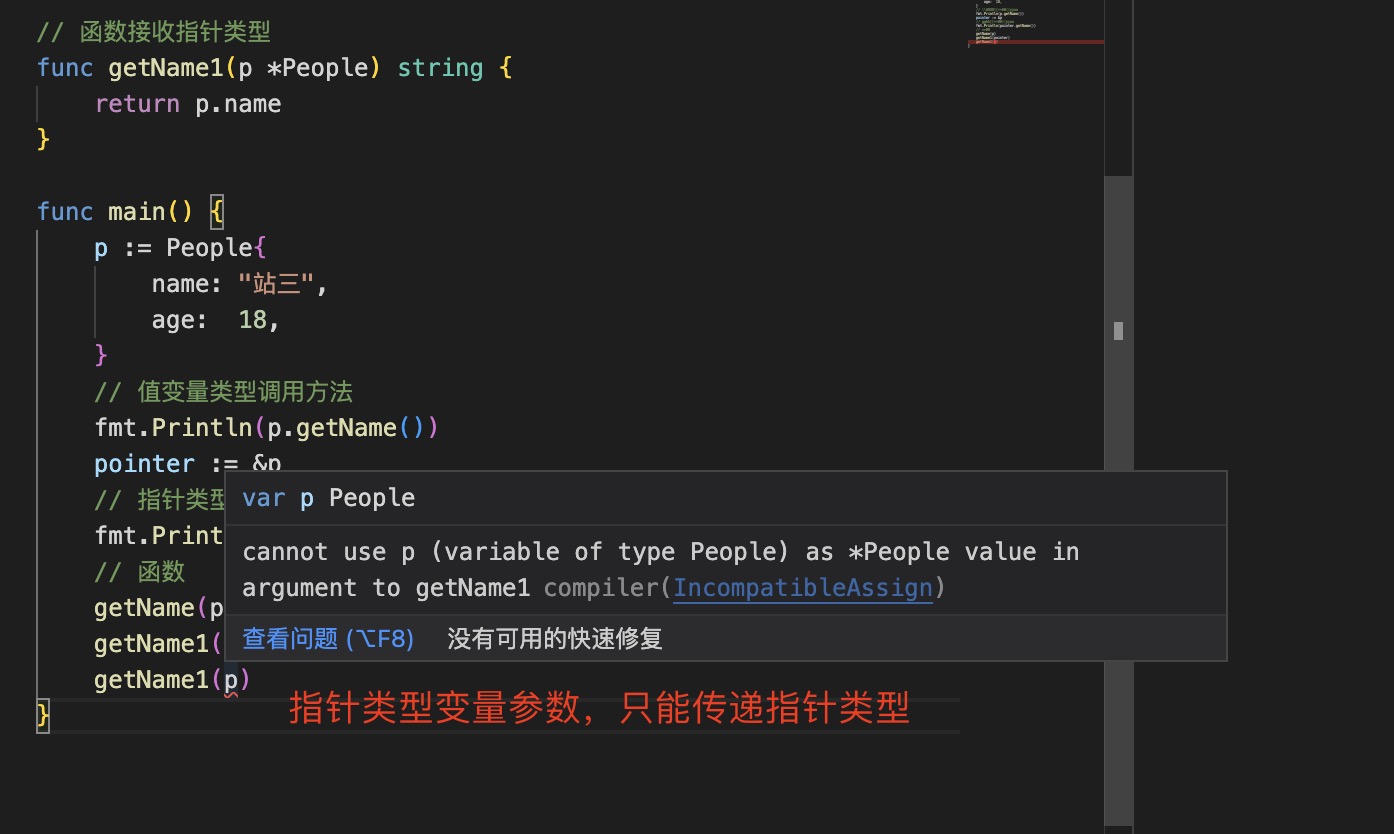 // 函数接收指针类型
func getName1(p *People) string {
    return p.name
}
func main() {
    p := People{
        name: "站三",
        age:  18,
    }
    // 值变量类型调用方法
    fmt.Println(p.getName())
    pointer := &p
    // 指针类型
    fmt.Print
    // 函数
    getName(p
    getName1(
    getName1(p)
}
var p People
cannot use p (variable of type People) as *People value in
argument to getName1 compiler(IncompatibleAssign)
查看问题 (⌥F8) 没有可用的快速修复
指针类型变量参数，只能传递指针类型